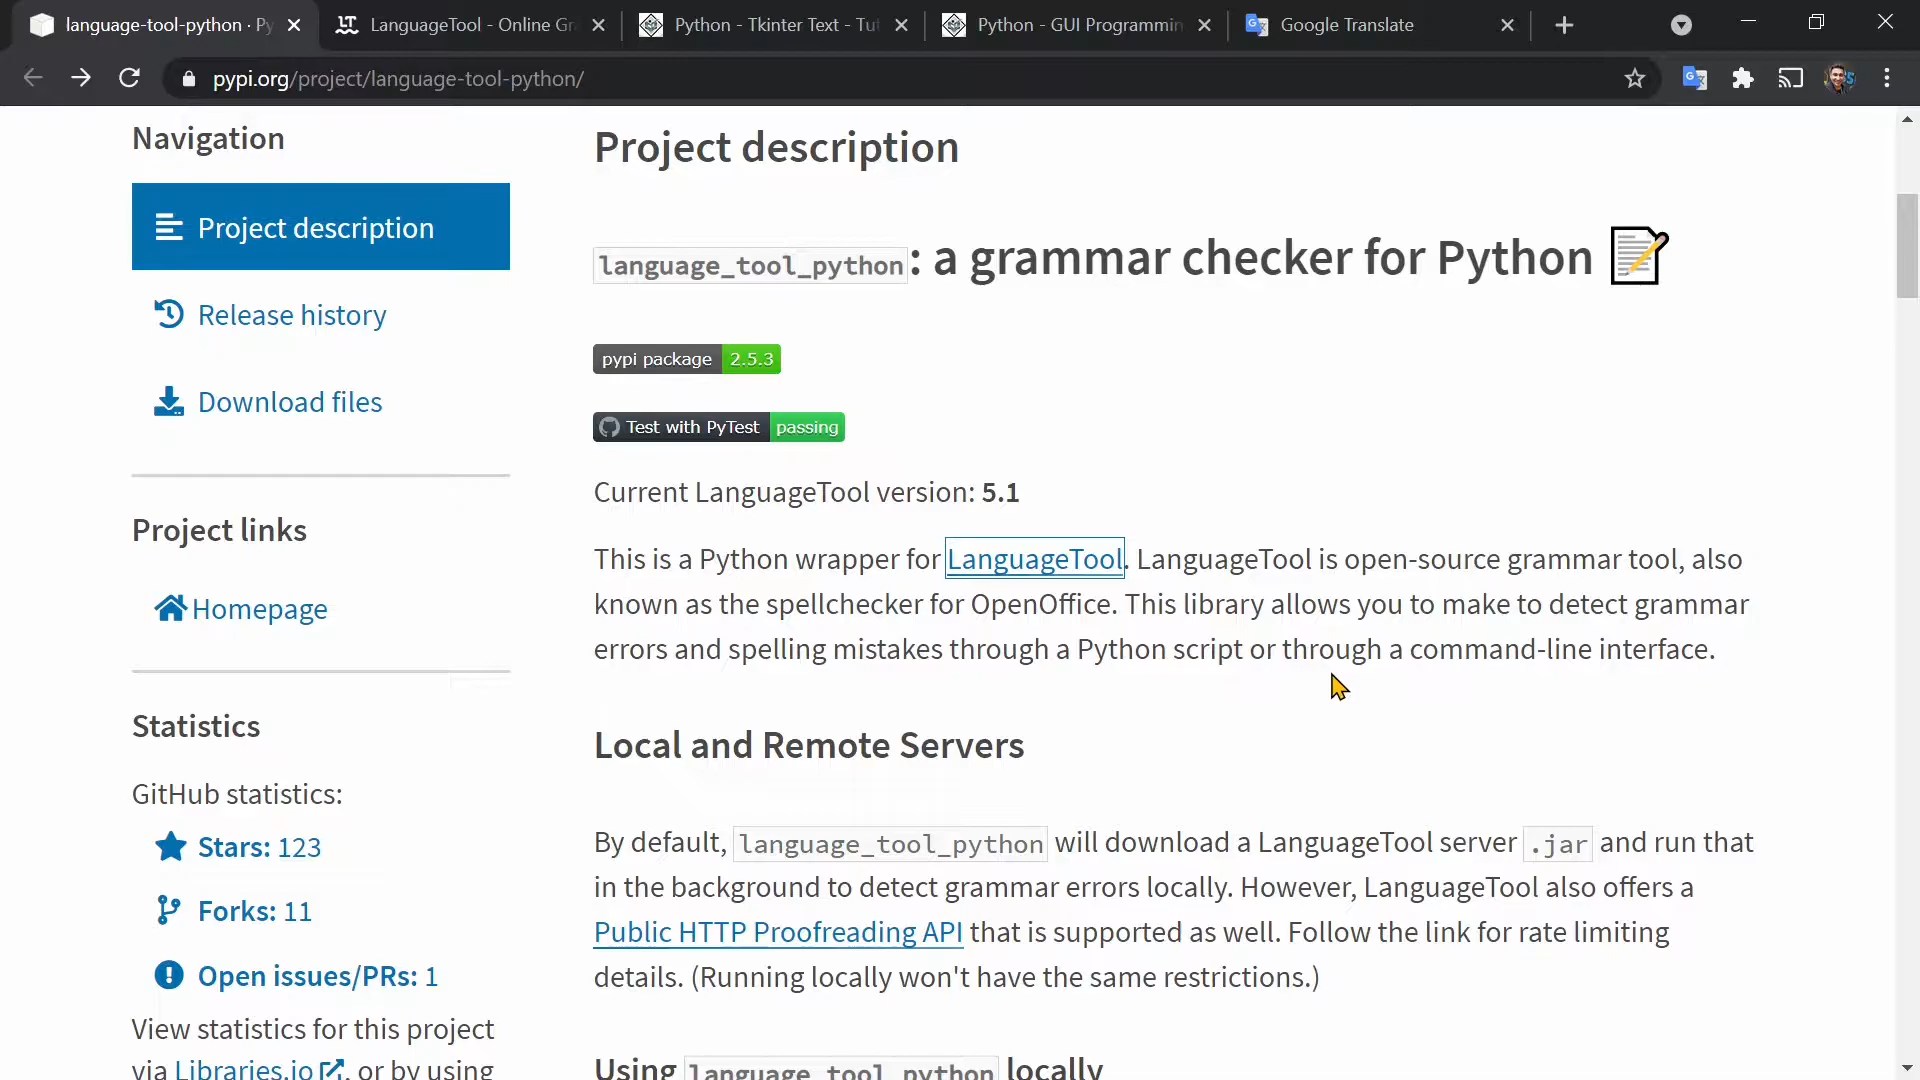 language-tool-python · Py
LanguageTool - Online Gr
Python - Tkinter Text - Tut
Python - GUI Programmin
Google Translate
pypi.org/project/language-tool-python/
Navigation
Project description
Release history
Download files
Project links
Homepage
Statistics
GitHub statistics:
Stars: 123
Forks: 11
Open issues/PRs: 1
View statistics for this project
via Libraries.io, or by using
Project description
language_tool_python: a grammar checker for Python
pypi package 2.5.3
Test with PyTest passing
Current LanguageTool version: 5.1
This is a Python wrapper for LanguageTool. LanguageTool is open-source grammar tool, also
known as the spellchecker for OpenOffice. This library allows you to make to detect grammar
errors and spelling mistakes through a Python script or through a command-line interface.
Local and Remote Servers
By default, language_tool_python will download a LanguageTool server .jar and run that
in the background to detect grammar errors locally. However, LanguageTool also offers a
Public HTTP Proofreading API that is supported as well. Follow the link for rate limiting
details. (Running locally won't have the same restrictions.)
Using language_tool_python locally